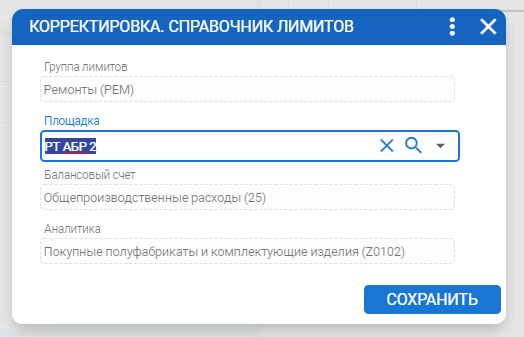 КОРРЕКТИРОВКА. СПРАВОЧНИК ЛИМИТОВ
Группа лимитов
Ремонты (РЕМ)
Площадка
РТ АБР 2
Балансовый счет
Общепроизводственные расходы (25)
Аналитика
Покупные полуфабрикаты и комплектующие изделия (Z0102)
СОХРАНИТЬ